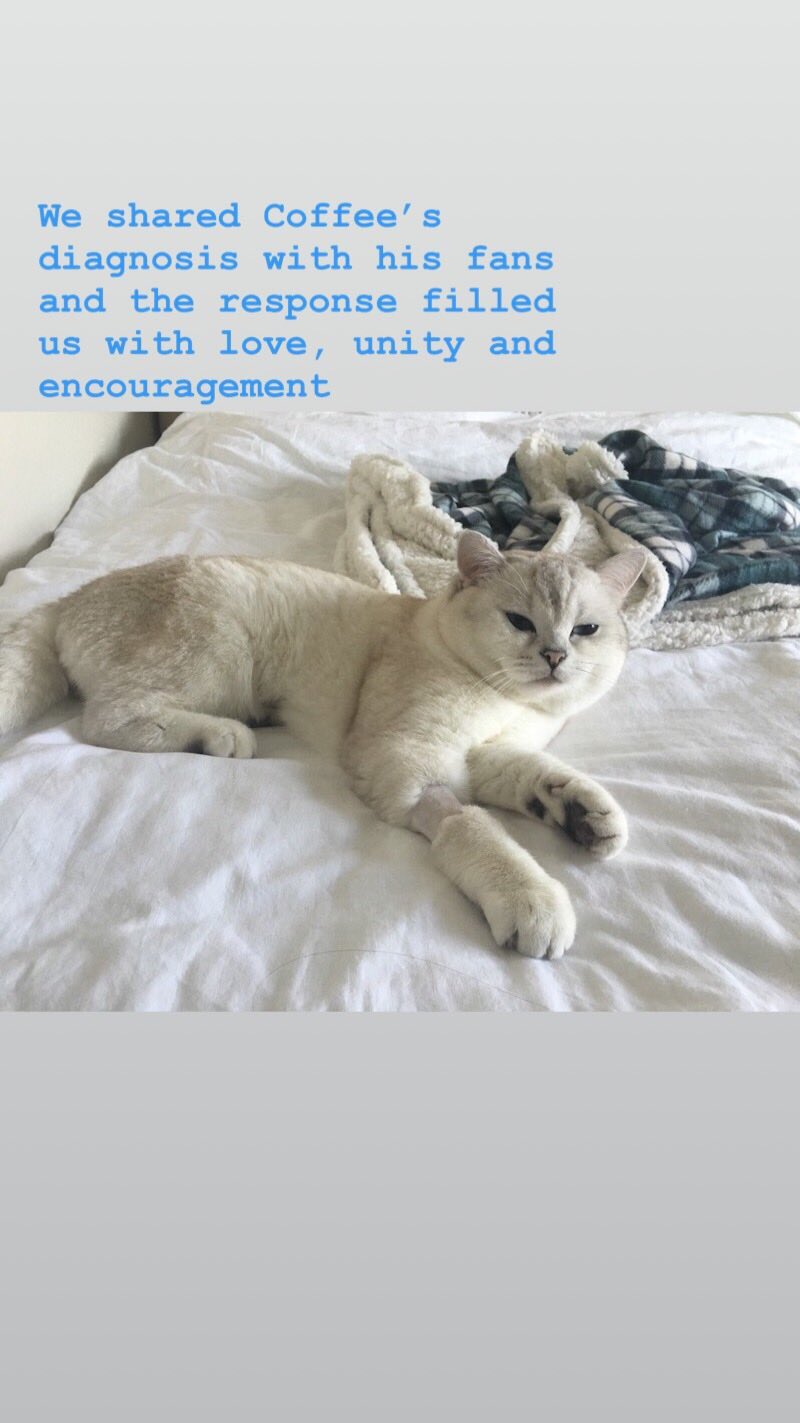 We shared Coffee’s
diagnosis with his fans
and the response filled
us with love, unity and
encouragement